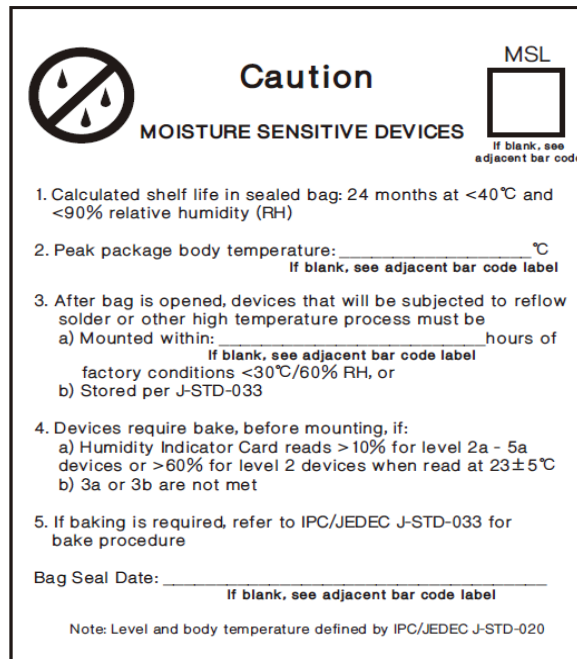 MSL
Caution
MOISTURE SENSITIVE DEVICES
If blank, see
adjacent bar code
1. Calculated shelf life in sealed bag: 24 months at <40℃ and
<90% relative humidity (RH)
2. Peak package body temperature:____________________℃
If blank, see adjacent bar code label
3. After bag is opened, devices that will be subjected to reflow
solder or other high temperature process must be
a) Mounted within:____________________________hours of
If blank, see adjacent bar code label
factory conditions <30℃/60% RH, or
b) Stored per J-STD-033
4. Devices require bake, before mounting, if:
a) Humidity Indicator Card reads >10% for level 2a - 5a
devices or >60% for level 2 devices when read at 23±5℃
b) 3a or 3b are not met
5. If baking is required, refer to IPC/JEDEC J-STD-033 for
bake procedure
Bag Seal Date: ________________________________________
If blank, see adjacent bar code label
Note: Level and body temperature defined by IPC/JEDEC J-STD-020